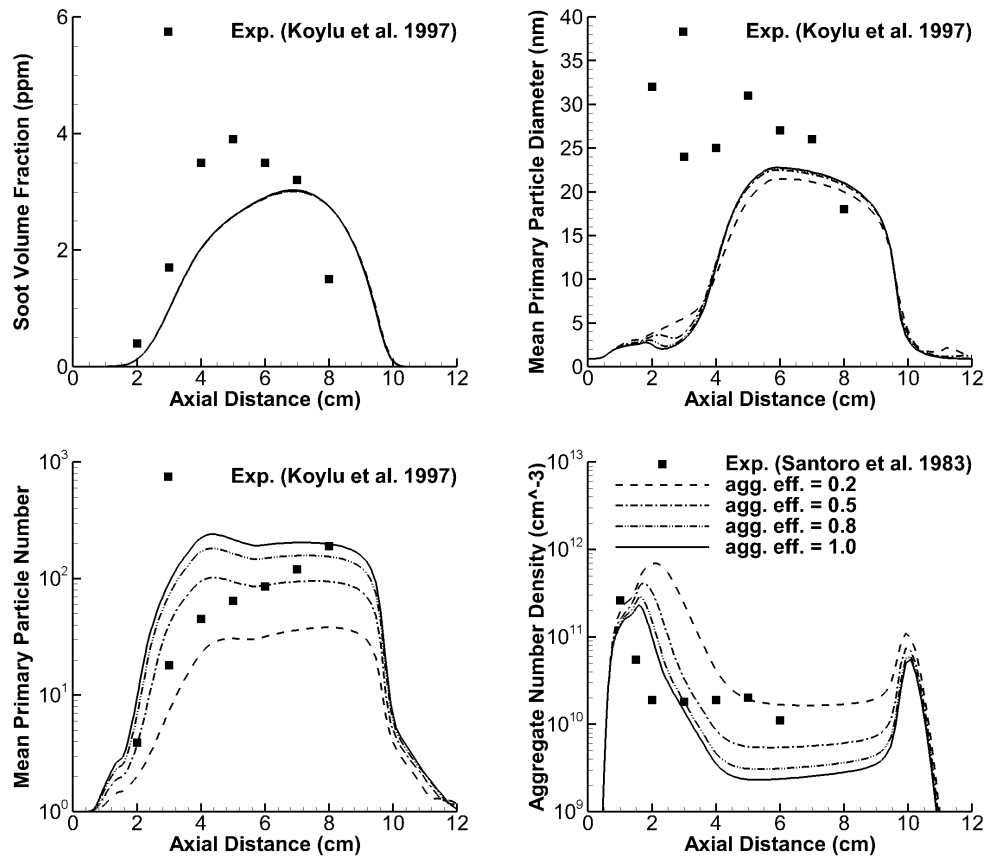 Exp. (Koylu et al. 1997)
Soot Volume Fraction (ppm)
6
4
2
0
0 2 4 6 8 10 12
Axial Distance (cm)
Exp. (Koylu et al. 1997)
Mean Primary Particle Diameter (nm)
40
35
30
25
20
15
10
5
0
0 2 4 6 8 10 12
Axial Distance (cm)
Exp. (Koylu et al. 1997)
Mean Primary Particle Number
10^3
10^2
10^1
10^0
0 2 4 6 8 10 12
Axial Distance (cm)
Exp. (Santoro et al. 1983)
agg. eff. = 0.2
agg. eff. = 0.5
agg. eff. = 0.8
agg. eff. = 1.0
Aggregate Number Density (cm^-3)
10^13
10^12
10^11
10^10
10^9
0 2 4 6 8 10 12
Axial Distance (cm)